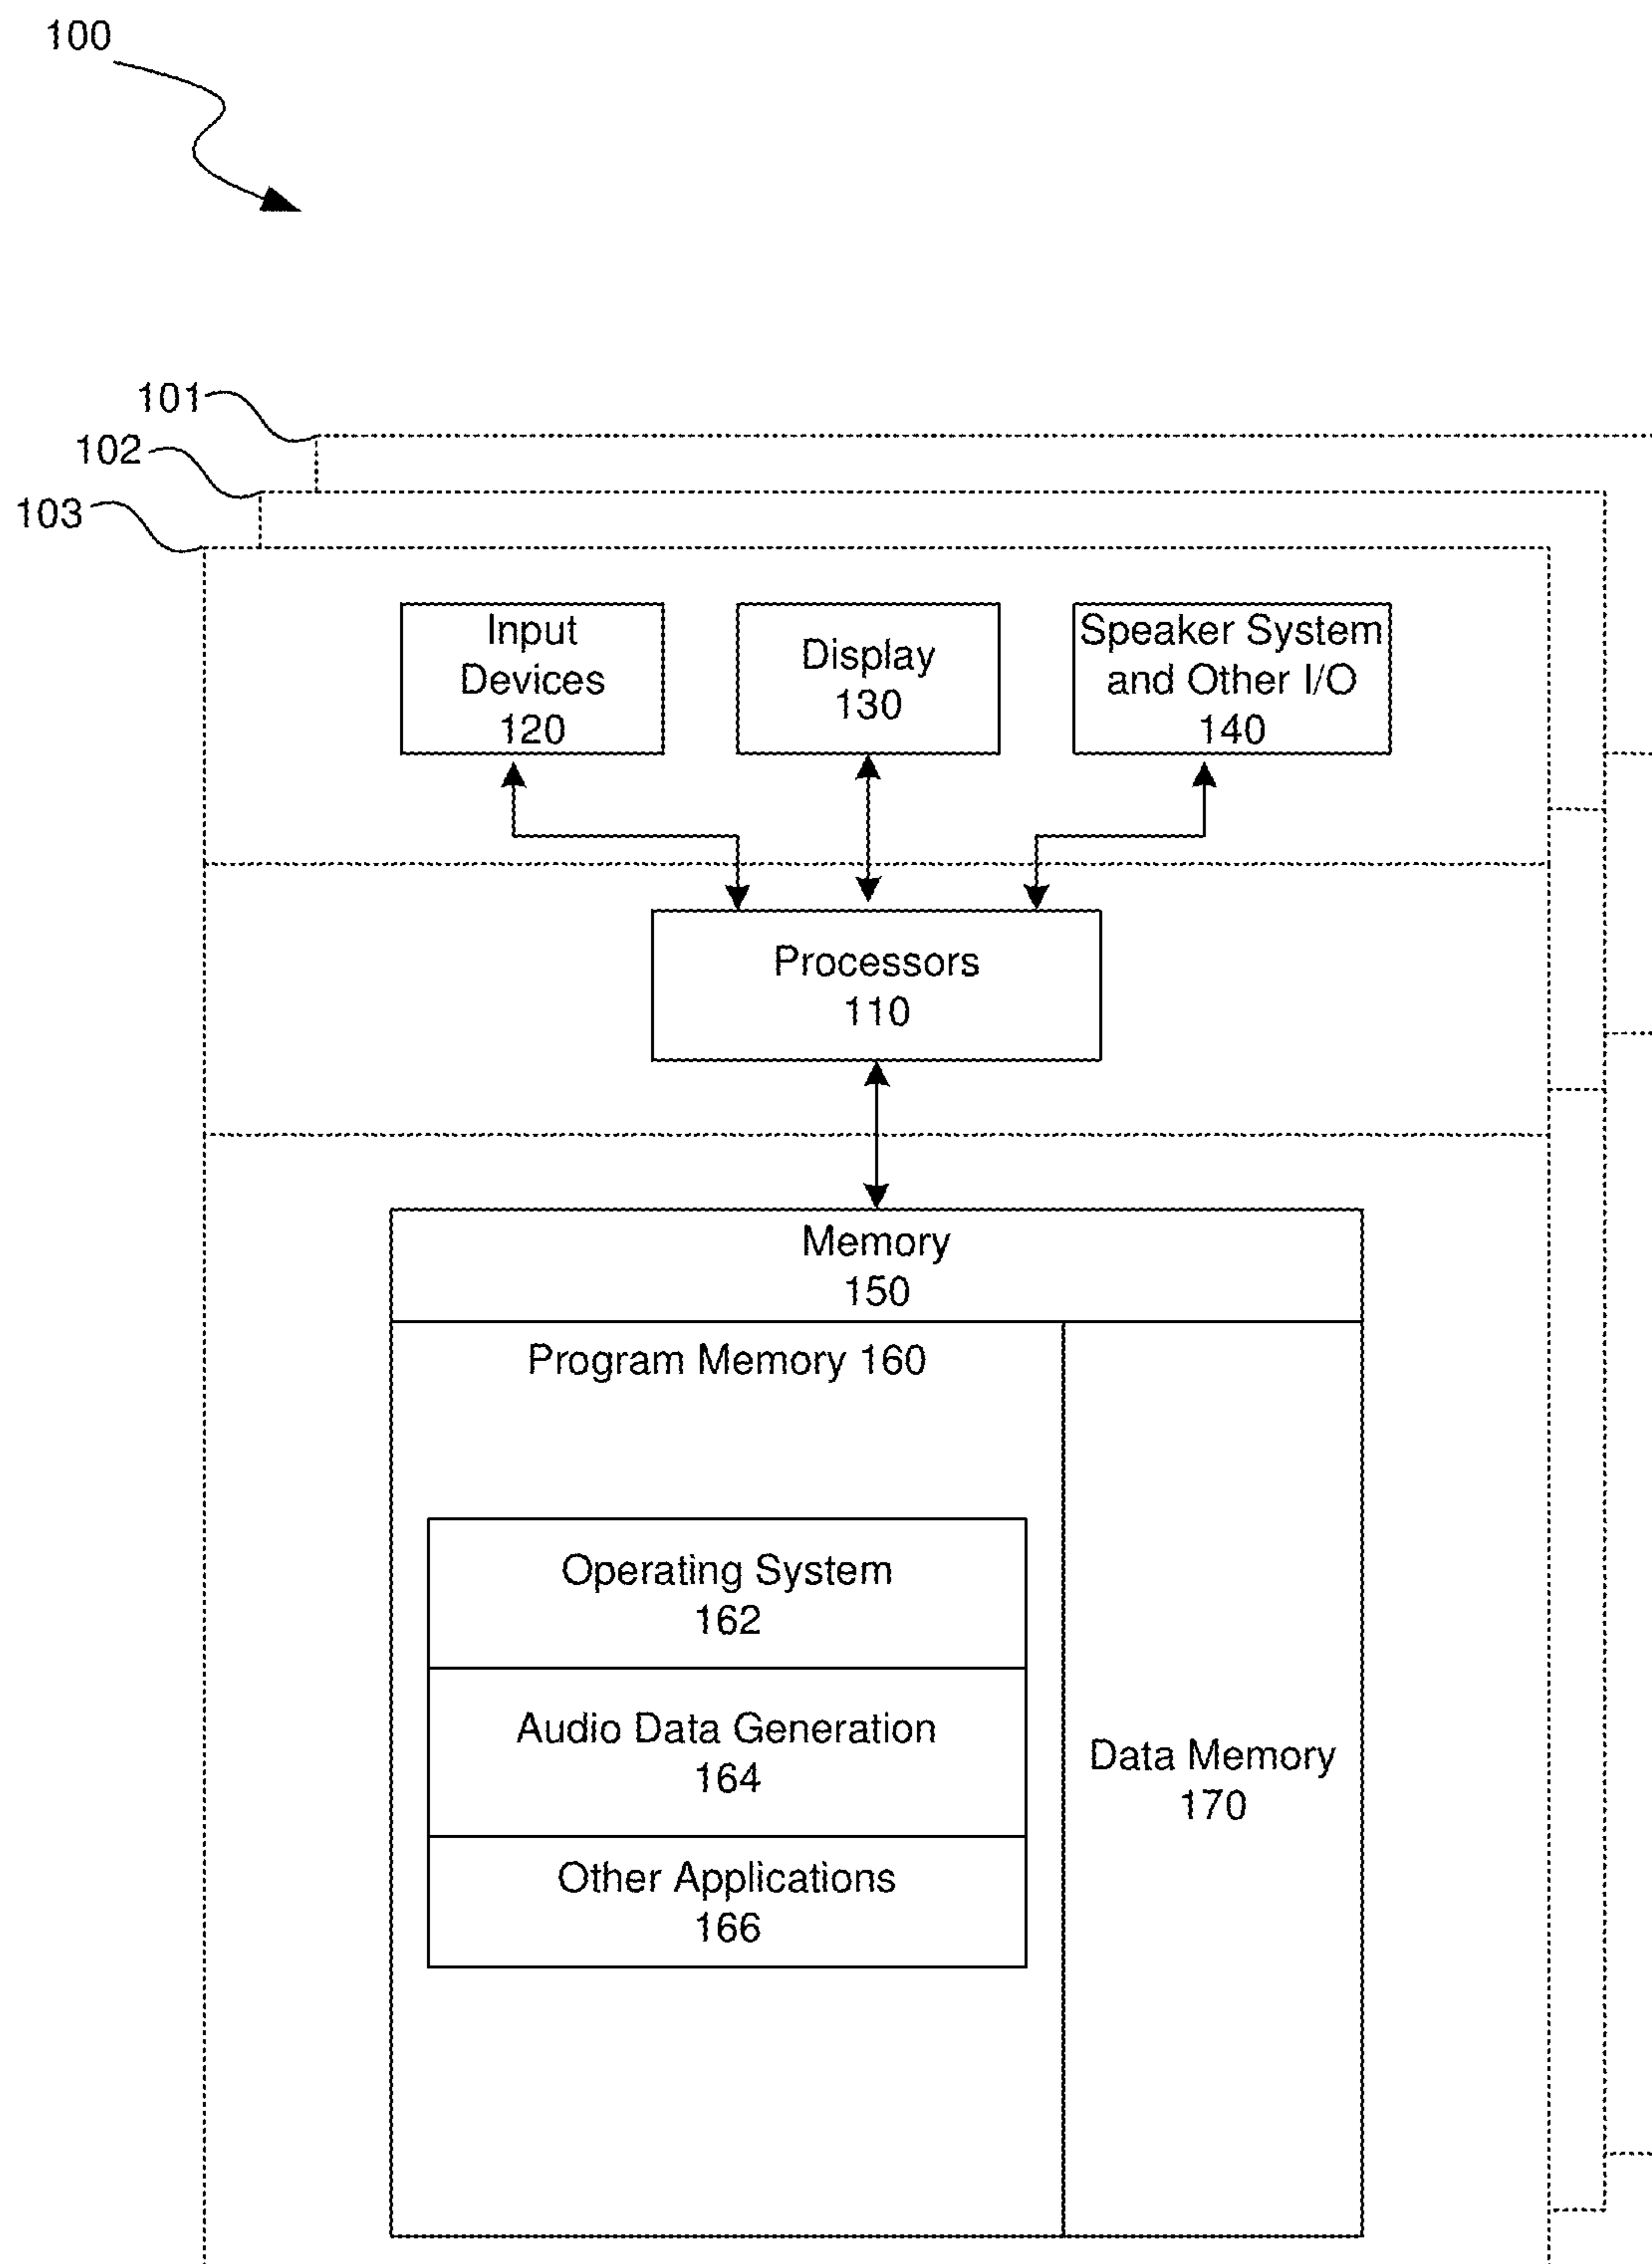 100
101
102
103
Input
Devices
120
Display
130
Speaker System
and Other I/O
140
Processors
110
Memory
150
Program Memory 160
Operating System
162
Audio Data Generation
164
Other Applications
166
Data Memory
170